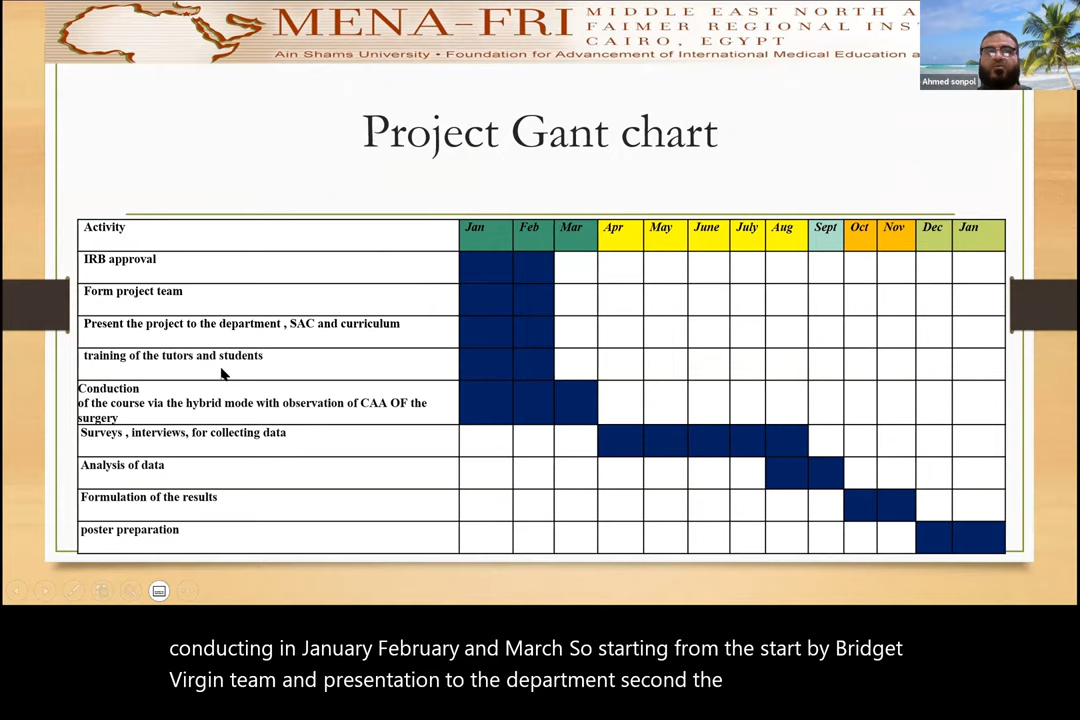 MENA-FRI
MIDDLE EAST NORTH A
FAIMER REGIONAL INS
CAIRO, EGYPT
Ain Shams University • Foundation for Advancement of International Medical Education a
Ahmed sonpol
Project Gant chart
Activity Jan Feb Mar Apr May June July Aug Sept Oct Nov Dec Jan
IRB approval
Form project team
Present the project to the department , SAC and curriculum
training of the tutors and students
Conduction
of the course via the hybrid mode with observation of CAA OF the
surgery
Surveys , interviews, for collecting data
Analysis of data
Formulation of the results
poster preparation
conducting in January February and March So starting from the start by Bridget
Virgin team and presentation to the department second the